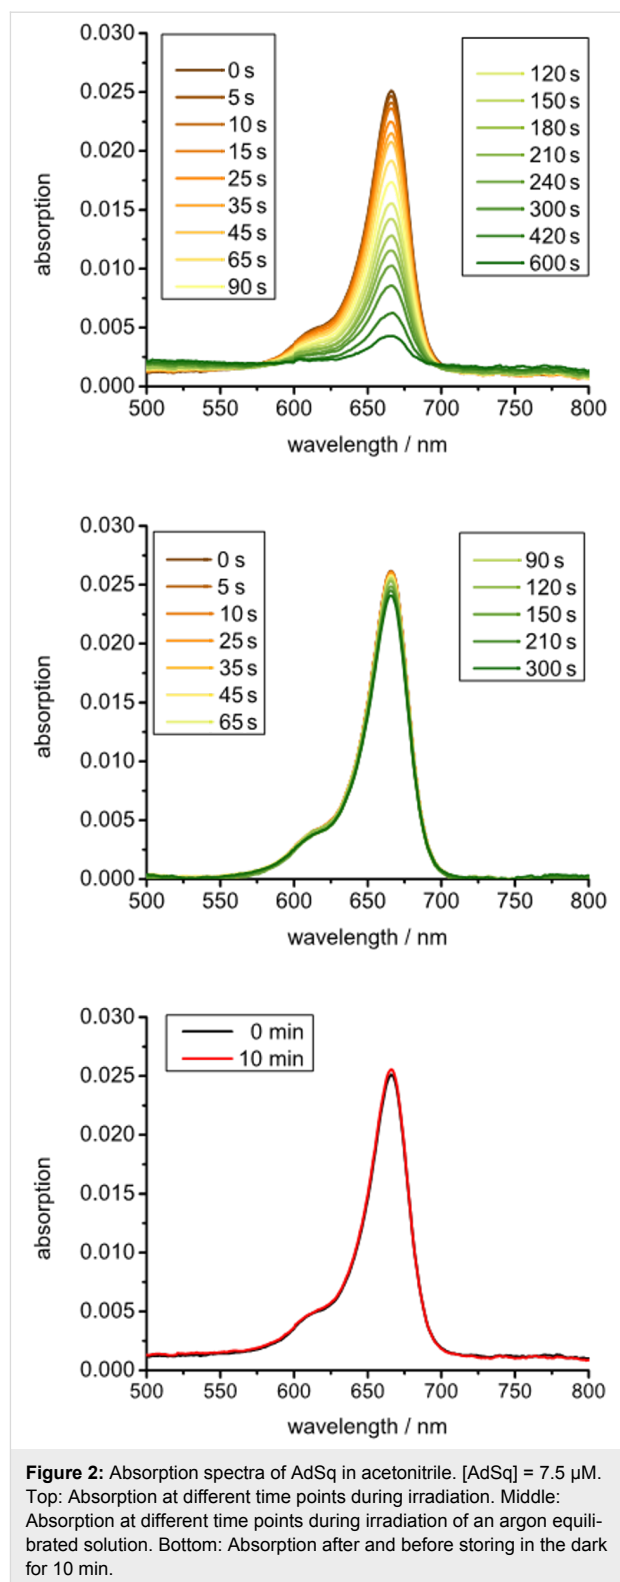 0.030
0.025
0.020
0.015
0.010
0.005
0.000
absorption
0 s
5 s
10 s
15 s
25 s
35 s
45 s
65 s
90 s
120 s
150 s
180 s
210 s
240 s
300 s
420 s
600 s
500 550 600 650 700 750 800
wavelength / nm
0.030
0.025
0.020
0.015
0.010
0.005
0.000
absorption
0 s
5 s
10 s
25 s
35 s
45 s
65 s
90 s
120 s
150 s
210 s
300 s
500 550 600 650 700 750 800
wavelength / nm
0.030
0.025
0.020
0.015
0.010
0.005
0.000
absorption
0 min
10 min
500 550 600 650 700 750 800
wavelength / nm
Figure 2: Absorption spectra of AdSq in acetonitrile. [AdSq] = 7.5 µM.
Top: Absorption at different time points during irradiation. Middle:
Absorption at different time points during irradiation of an argon equili-
brated solution. Bottom: Absorption after and before storing in the dark
for 10 min.